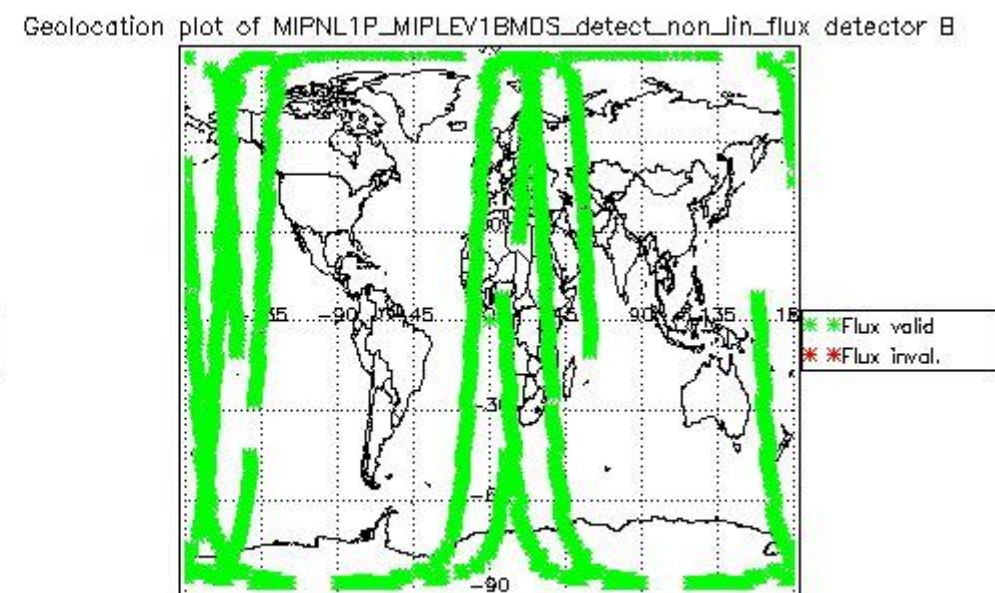 Geolocation plot of MIPNL1P_MIPLEV1BMDS_detect_non_lin_flux detector B
-90
-45
45
90
135
-30
-90
Flux valid
Flux inval.